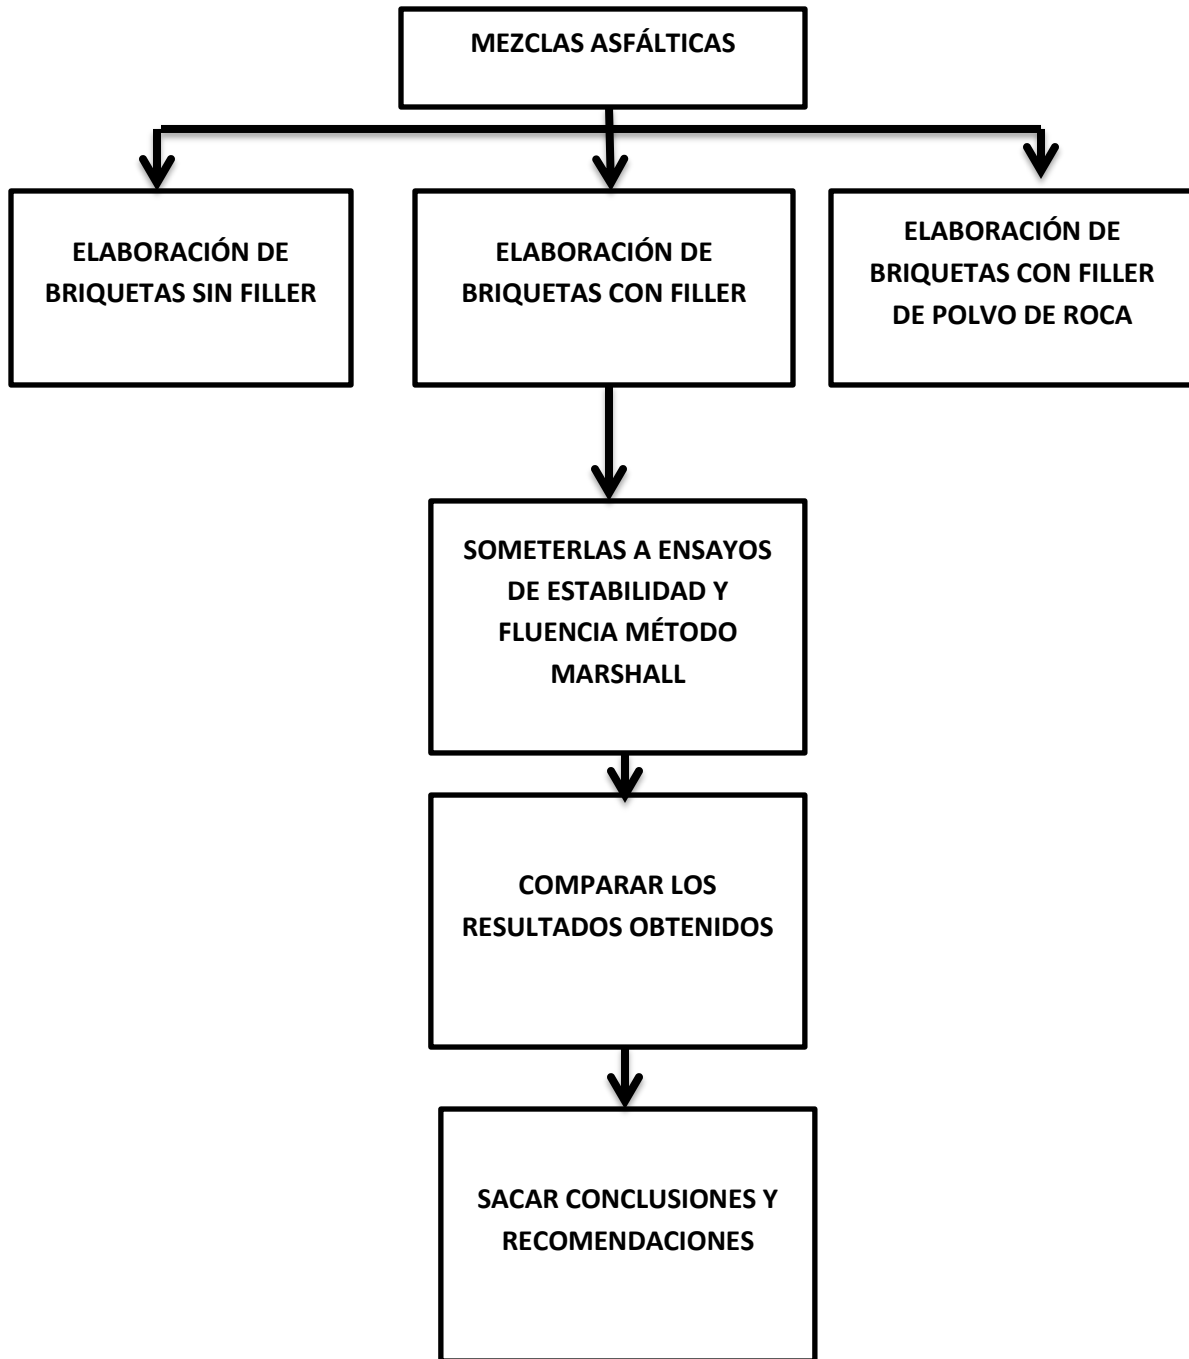 MEZCLAS ASFÁLTICAS
ELABORACIÓN DE
BRIQUETAS SIN FILLER
ELABORACIÓN DE
BRIQUETAS CON FILLER
ELABORACIÓN DE
BRIQUETAS CON FILLER
DE POLVO DE ROCA
SOMETERLAS A ENSAYOS
DE ESTABILIDAD Y
FLUENCIA MÉTODO
MARSHALL
COMPARAR LOS
RESULTADOS OBTENIDOS
SACAR CONCLUSIONES Y
RECOMENDACIONES